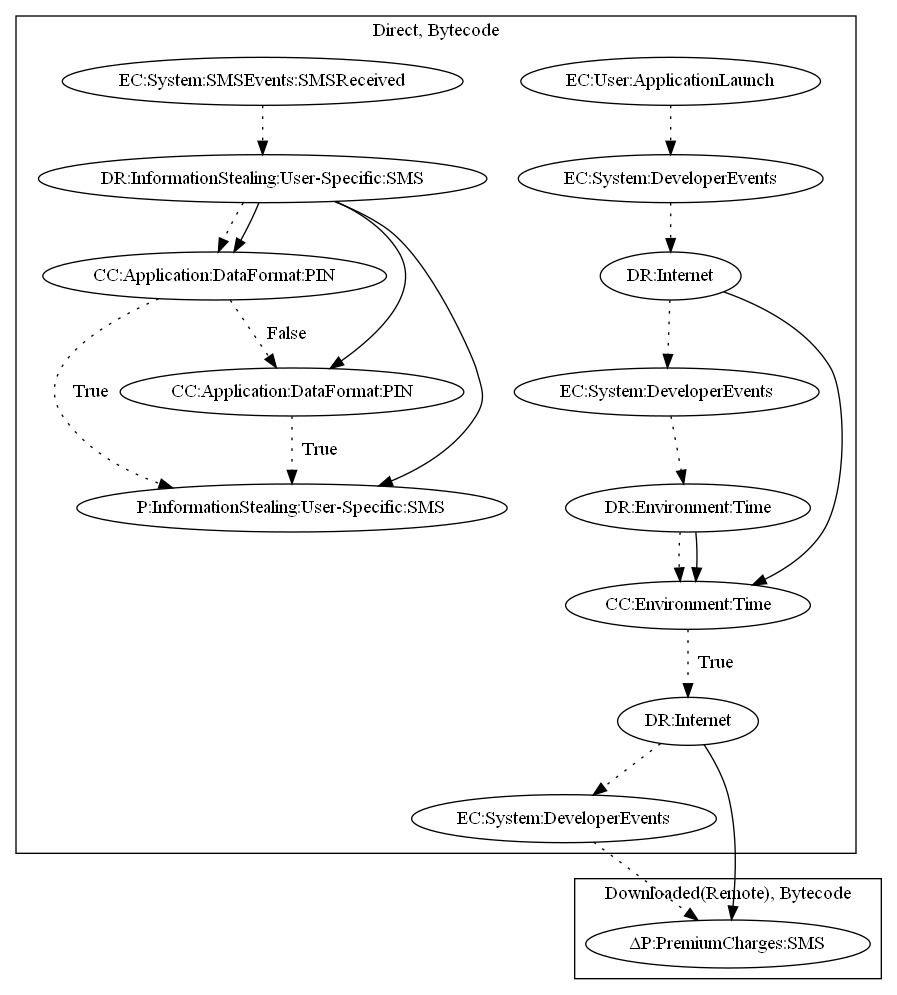 Direct, Bytecode
EC:System:SMSEvents:SMSReceived
EC:User:ApplicationLaunch
DR:InformationStealing:User-Specific:SMS
EC:System:DeveloperEvents
CC:Application:DataFormat:PIN
DR:Internet
False
True
CC:Application:DataFormat:PIN
EC:System:DeveloperEvents
True
P:InformationStealing:User-Specific:SMS
DR:Environment:Time
CC:Environment:Time
True
DR:Internet
EC:System:DeveloperEvents
Downloaded(Remote), Bytecode
ΔP:PremiumCharges:SMS